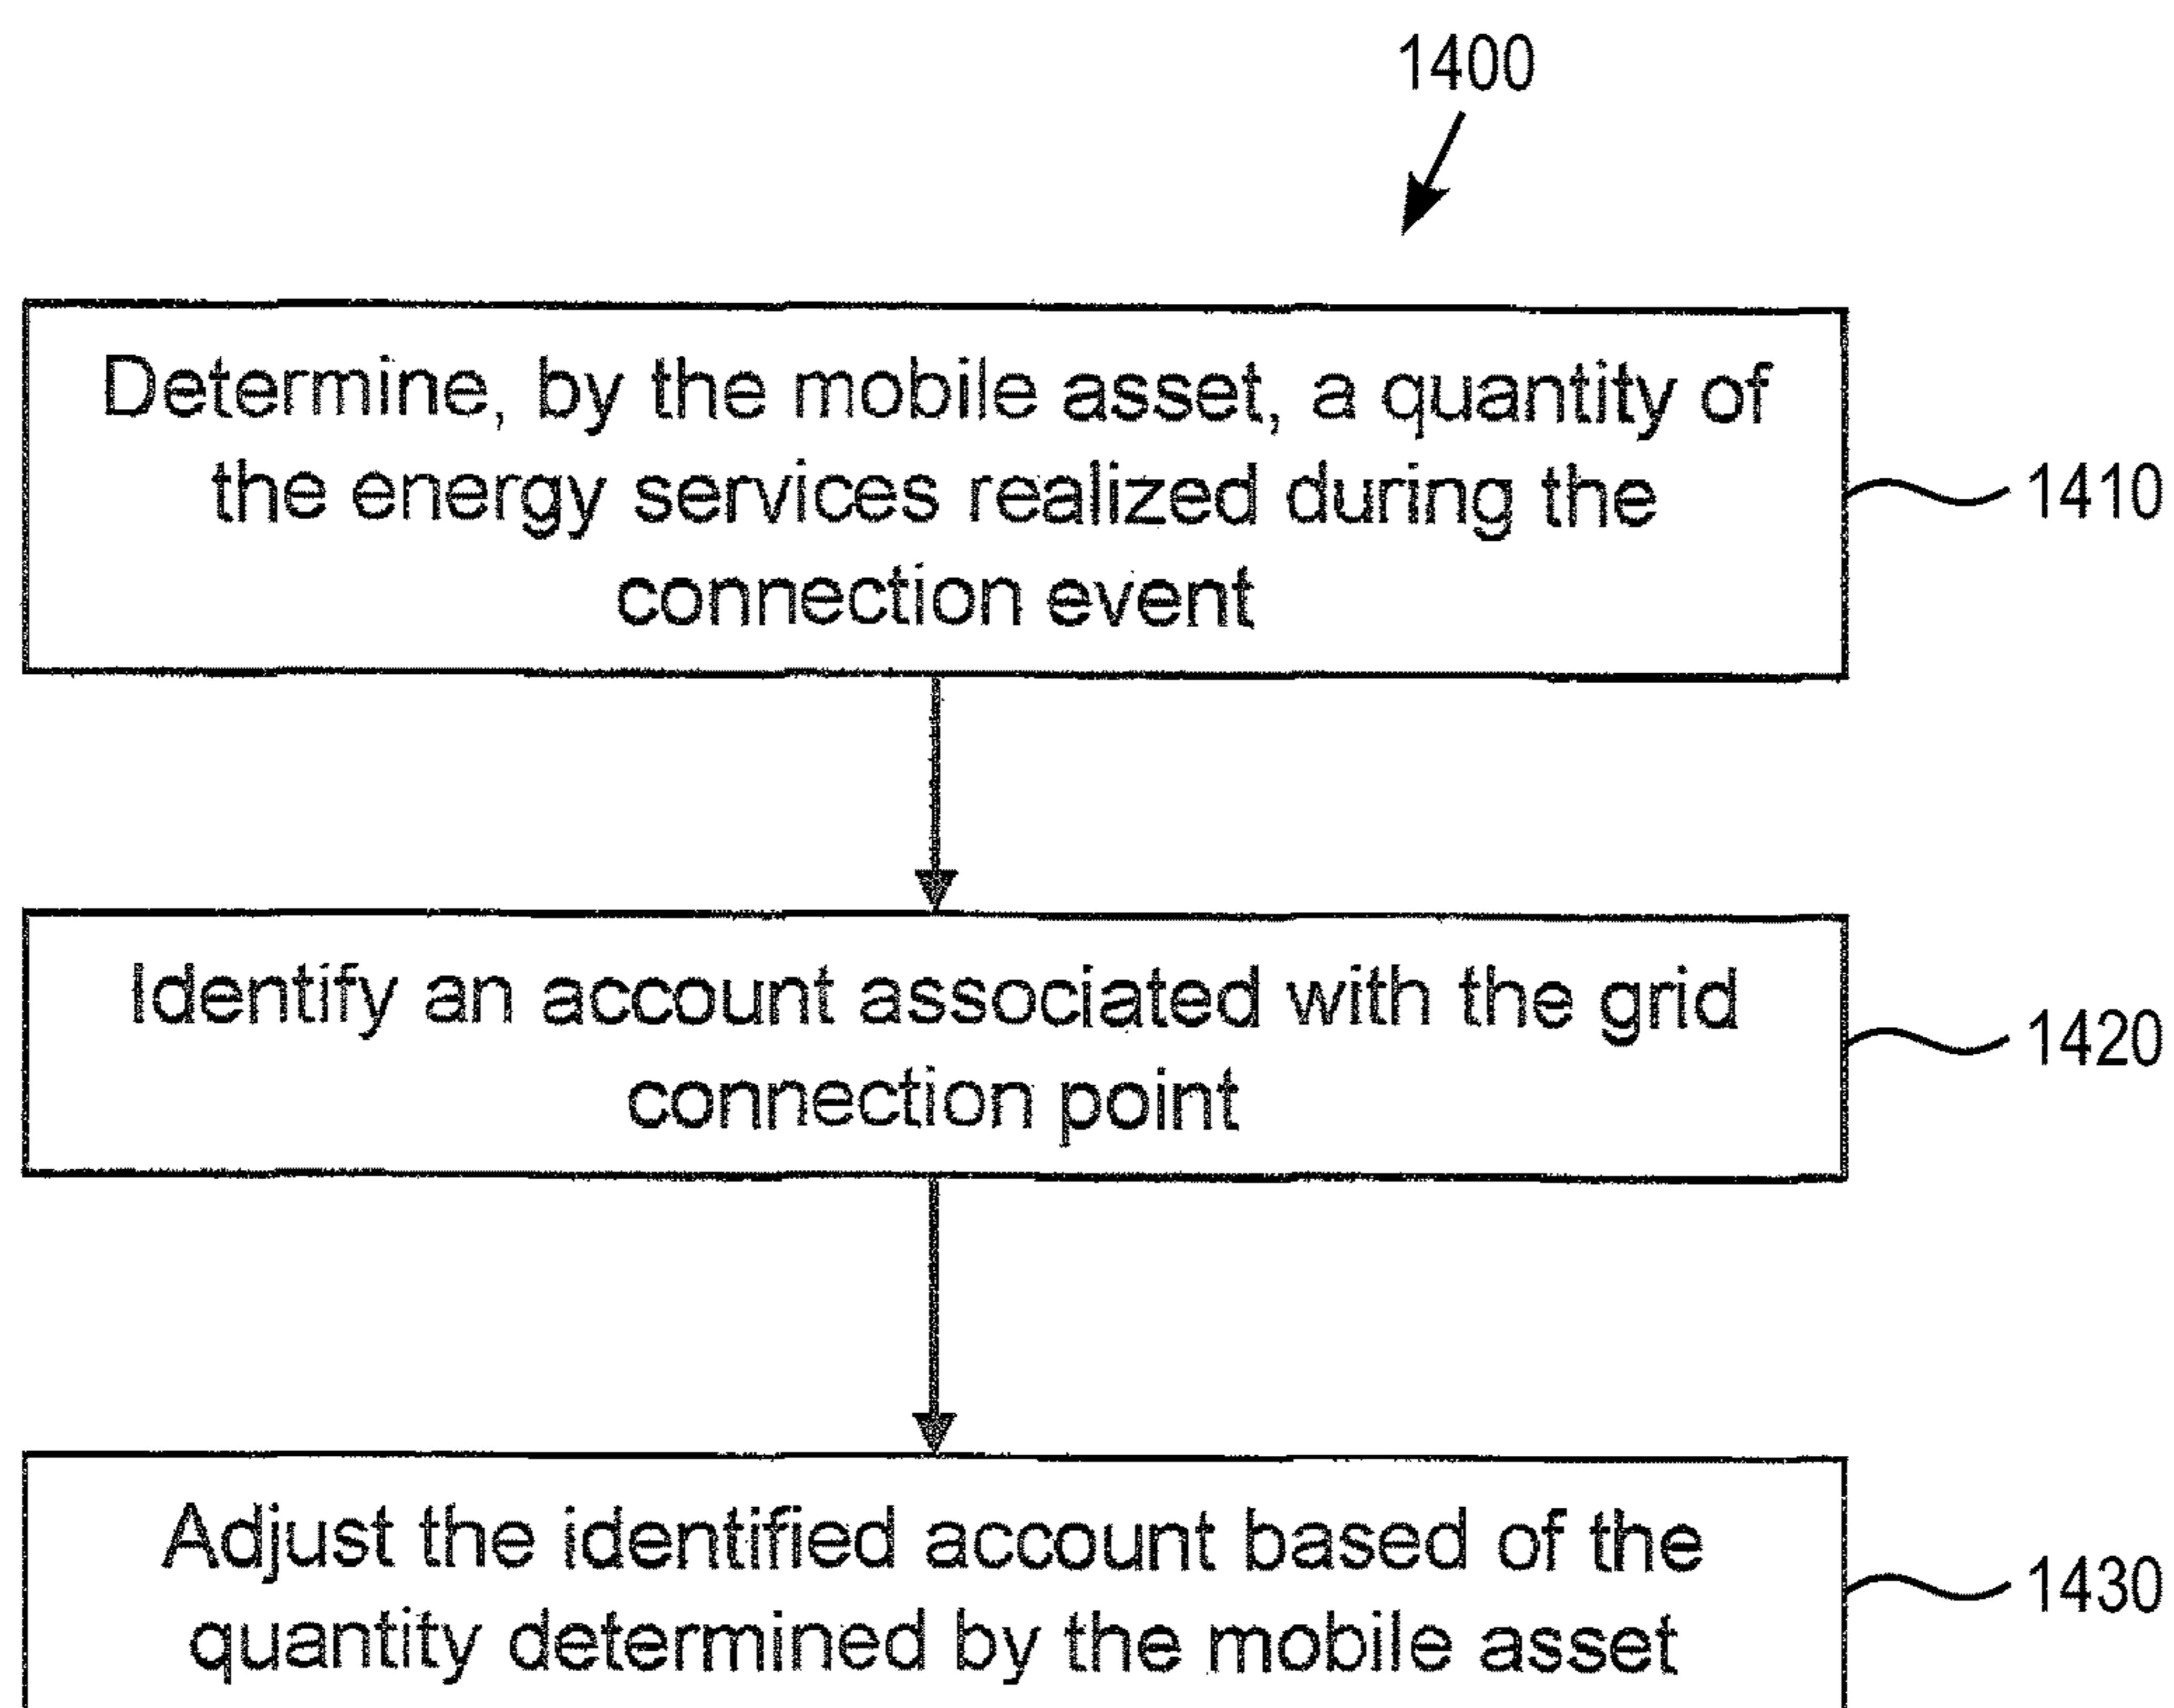 1400
Determine, by the mobile asset, a quantity of
the energy services realized during the
connection event
1410
Identify an account associated with the grid
connection point
1420
Adjust the identified account based of the
quantity determined by the mobile asset
1430